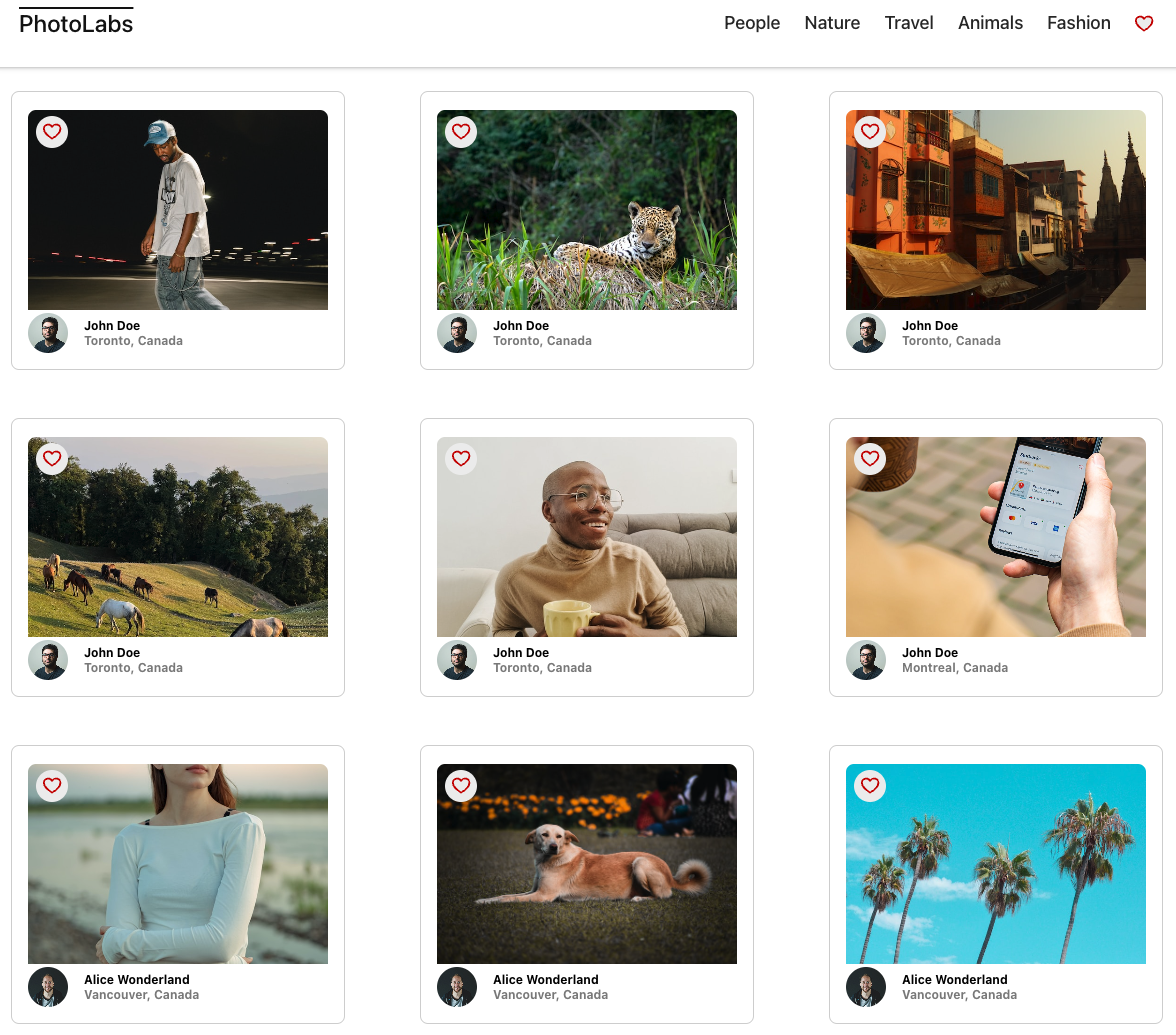 PhotoLabs
People Nature Travel Animals Fashion
John Doe
Toronto, Canada
John Doe
Toronto, Canada
John Doe
Toronto, Canada
John Doe
Toronto, Canada
John Doe
Toronto, Canada
John Doe
Montreal, Canada
Alice Wonderland
Vancouver, Canada
Alice Wonderland
Vancouver, Canada
Alice Wonderland
Vancouver, Canada